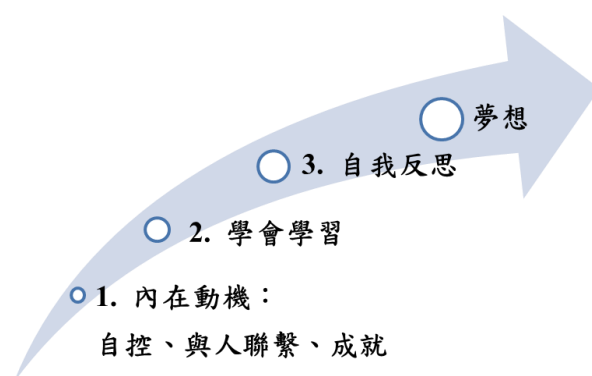 夢想
3. 自我反思
2. 學會學習
1. 內在動機：
自控、與人聯繫、成就